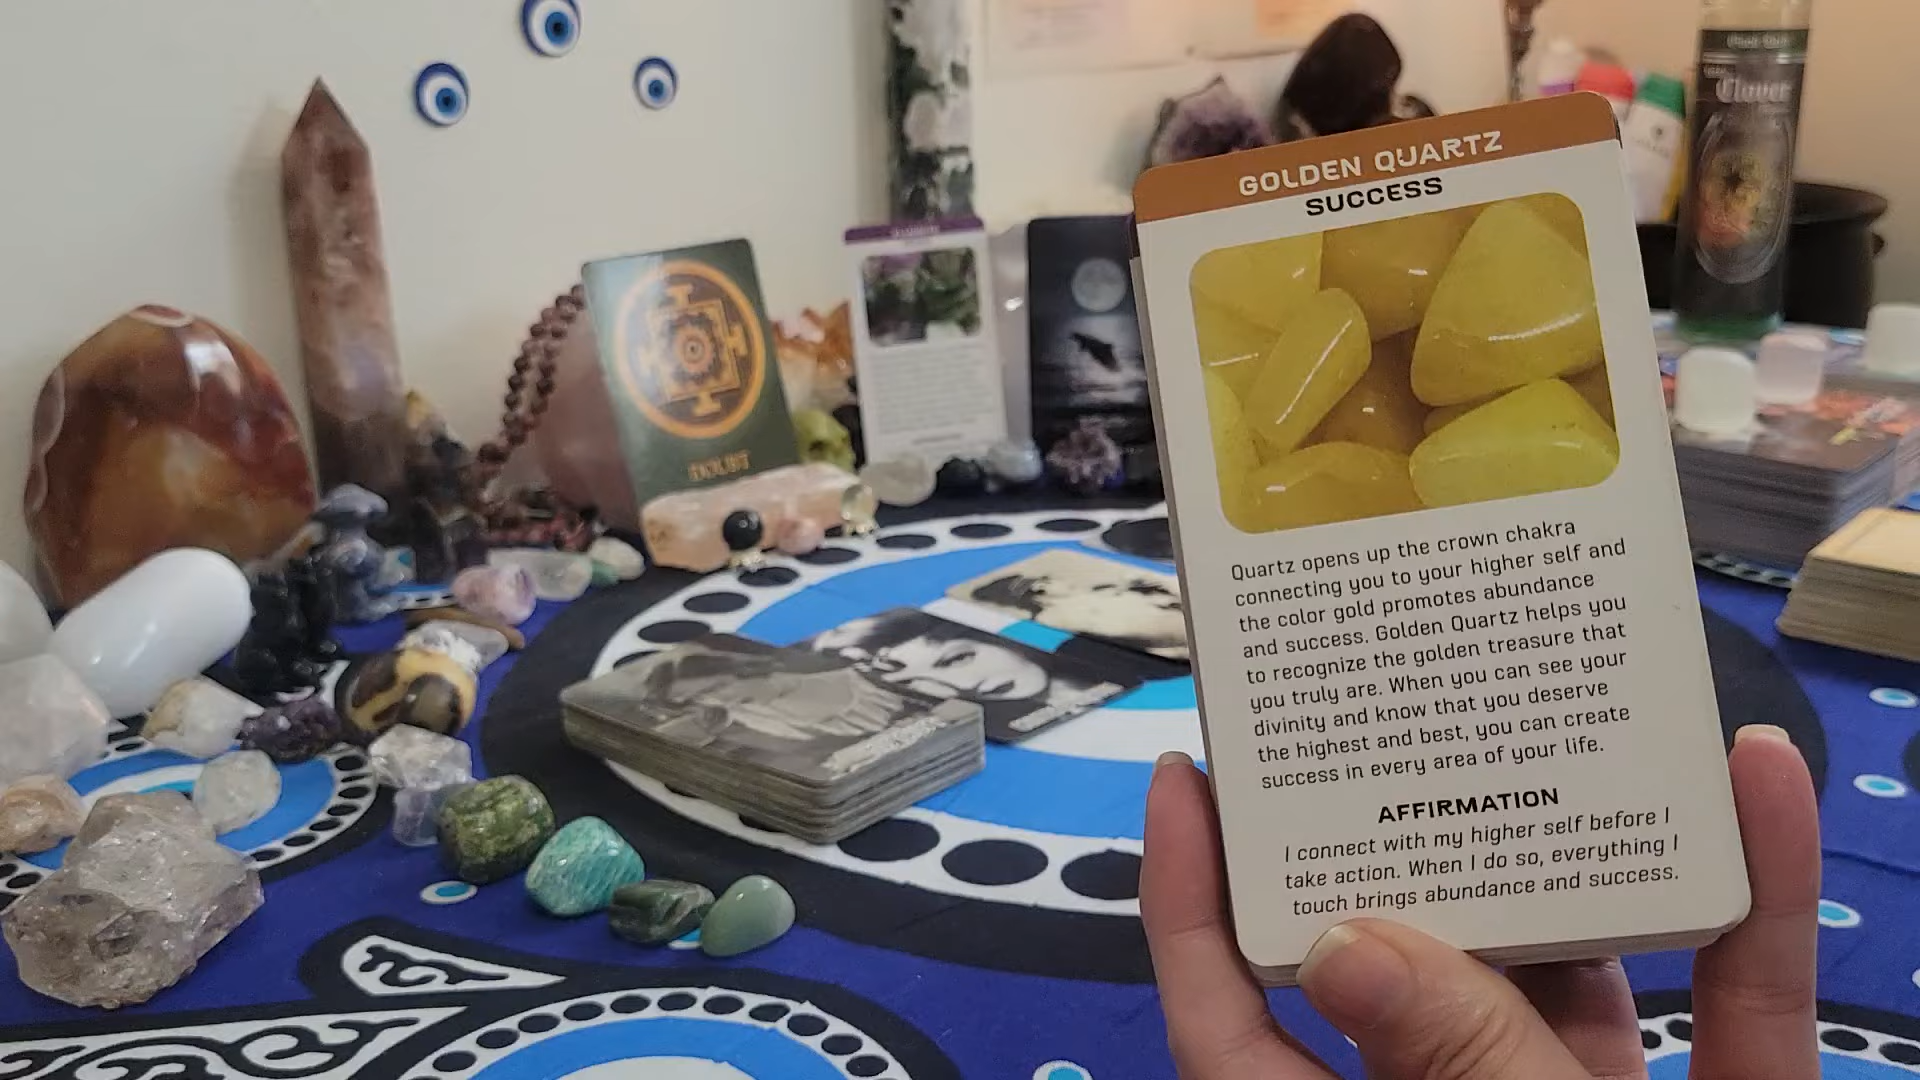 GOLDEN QUARTZ
SUCCESS
Quartz opens up the crown chakra
connecting you to your higher self and
the color gold promotes abundance
and success. Golden Quartz helps you
to recognize the golden treasure that
you truly are. When you can see your
divinity and know that you deserve
the highest and best, you can create
success in every area of your life.
AFFIRMATION
I connect with my higher self before I
take action. When I do so, everything I
touch brings abundance and success.
DOUBT
Clover